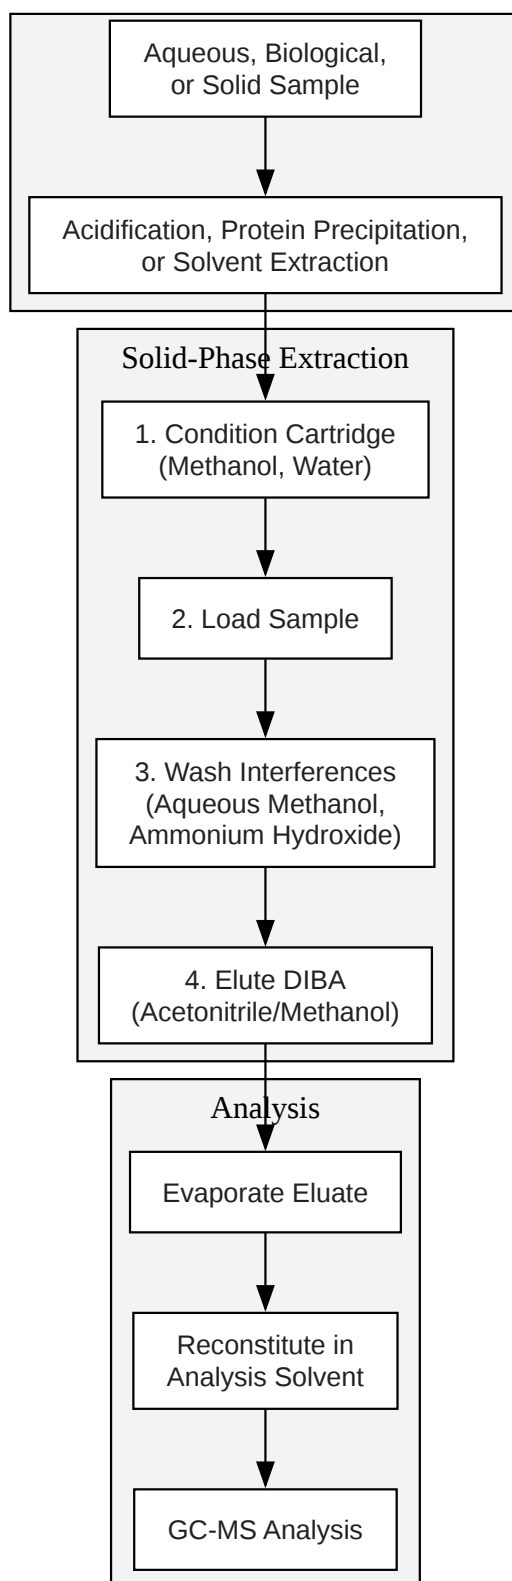 Aqueous, Biological,
or Solid Sample
Acidification, Protein Precipitation,
or Solvent Extraction
Solid-Phase Extraction
1. Condition Cartridge
(Methanol, Water)
2. Load Sample
3. Wash Interferences
(Aqueous Methanol,
Ammonium Hydroxide)
4. Elute DIBA
(Acetonitrile/Methanol)
Analysis
Evaporate Eluate
Reconstitute in
Analysis Solvent
GC-MS Analysis